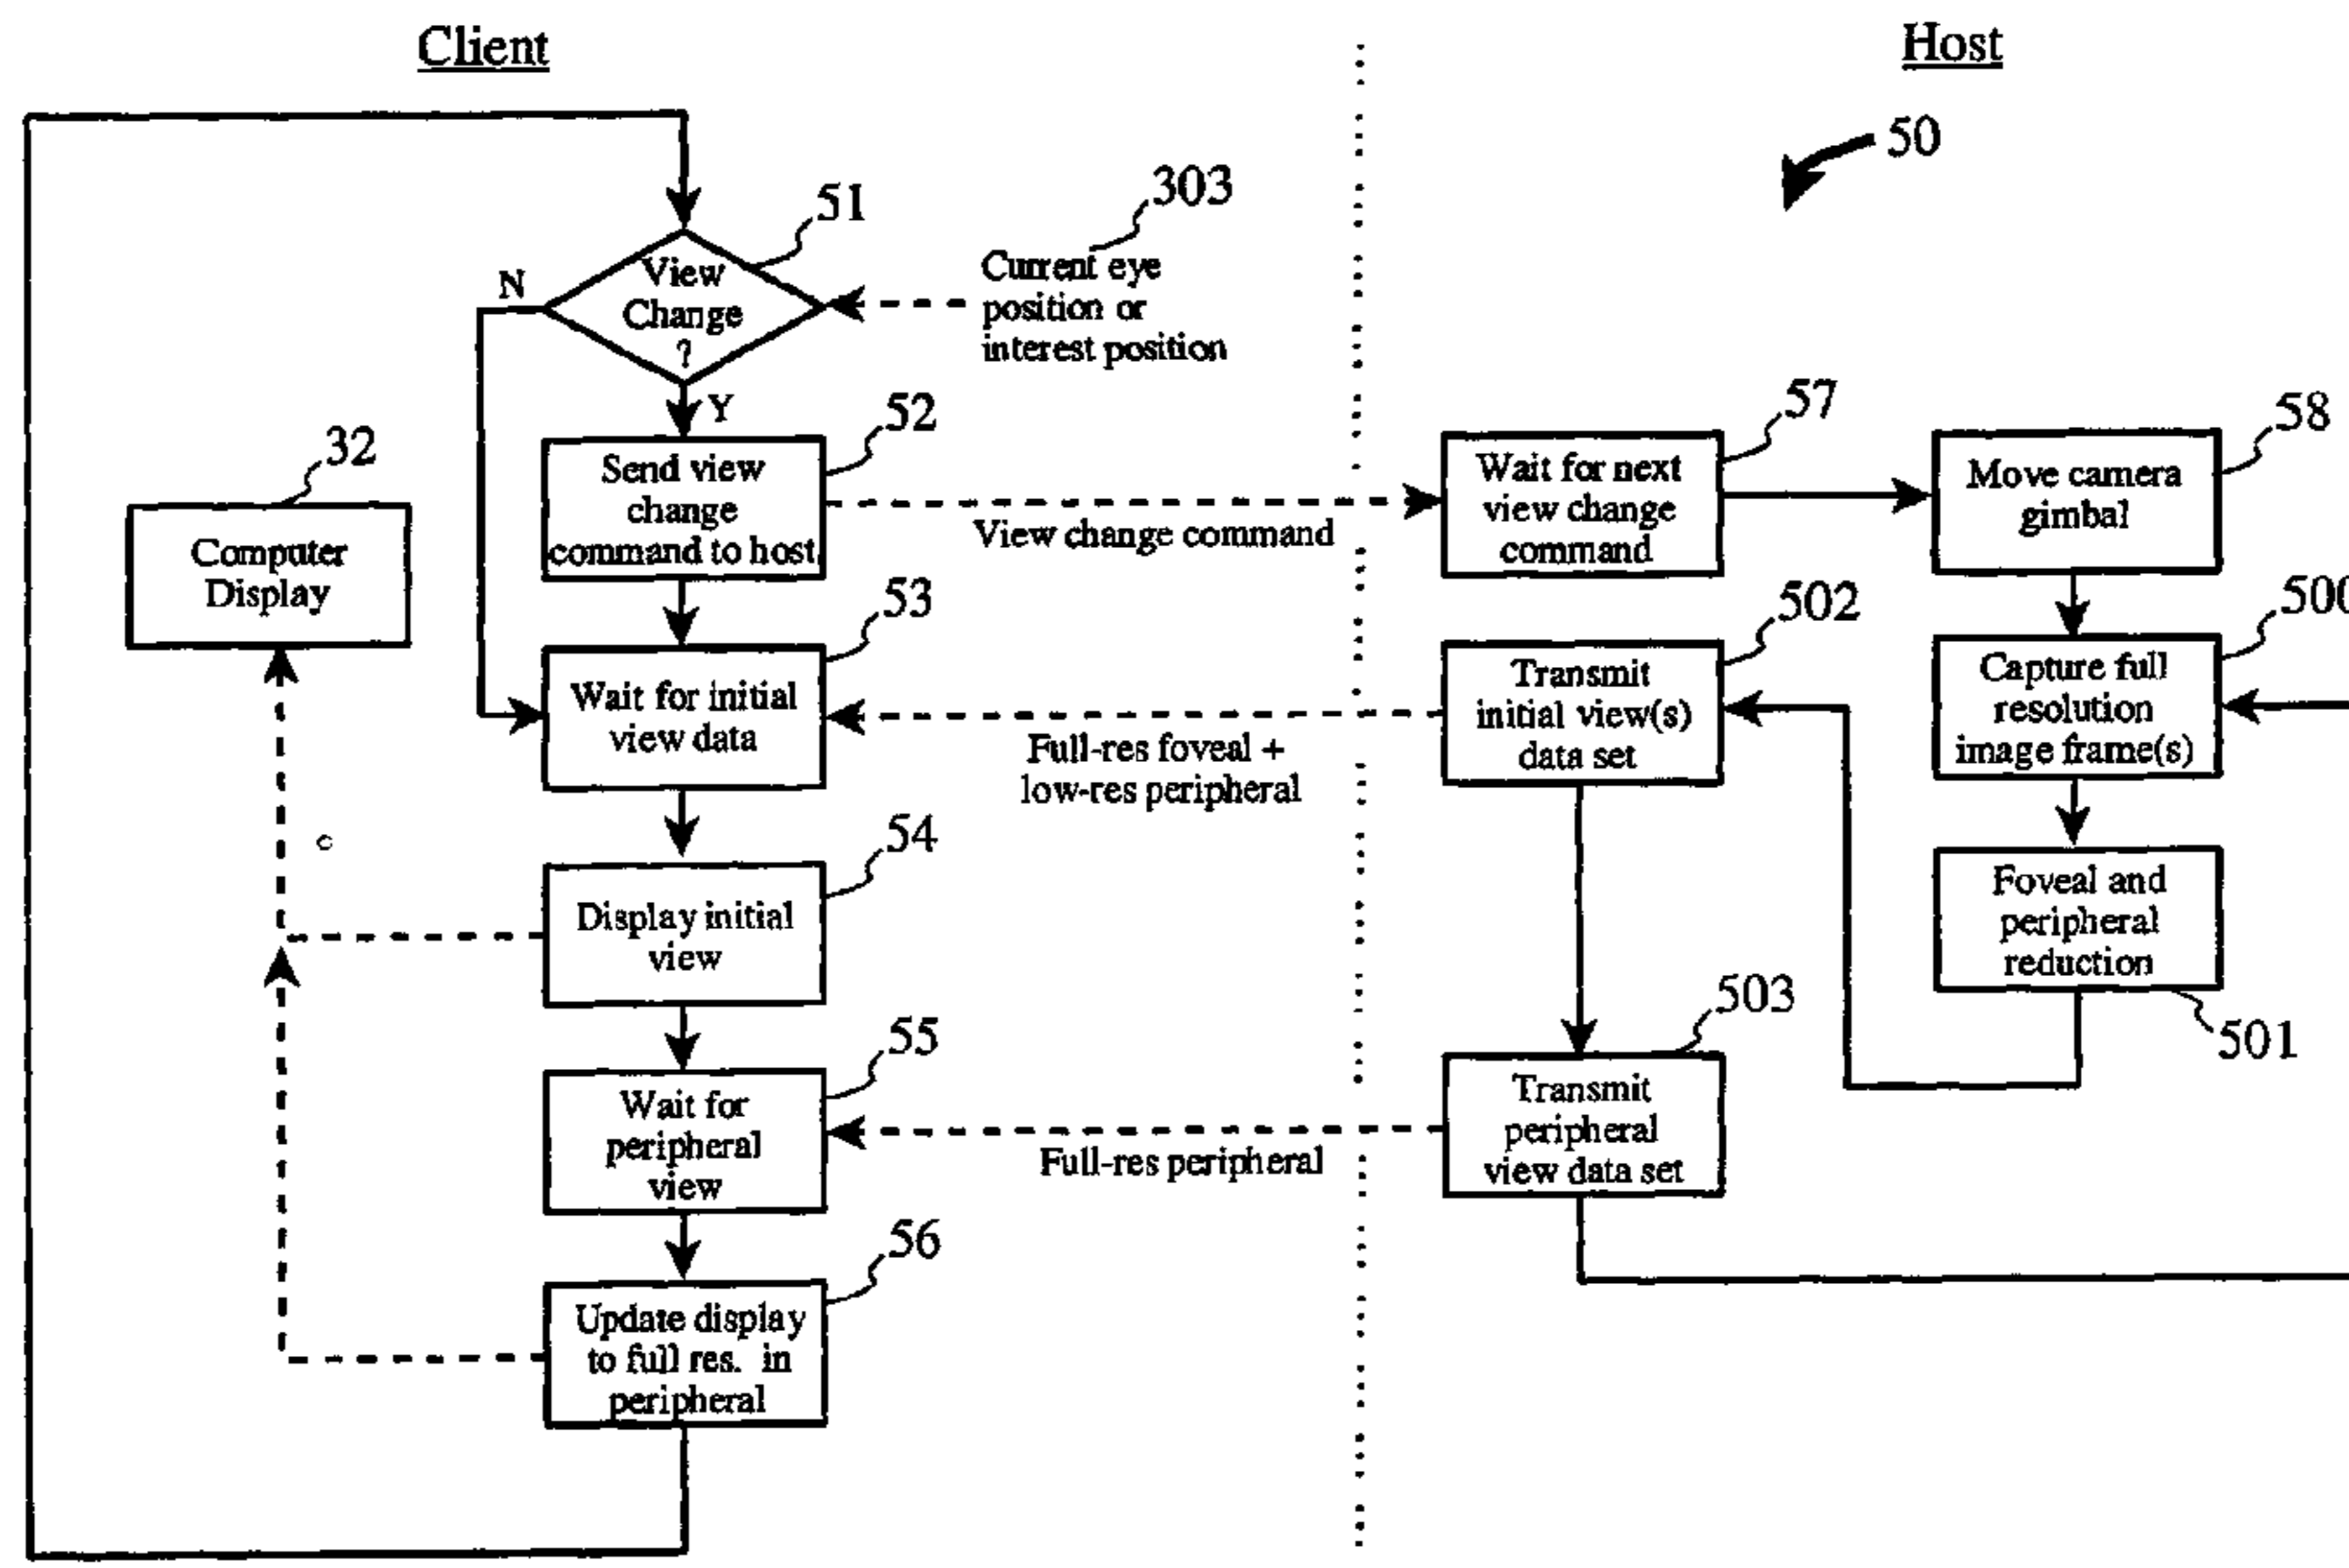 Client
Host
50
51
303
N
View
Change
?
Current eye
position or
interest position
Y
32
Computer
Display
52
Send view
change
command to host
View change command
57
Wait for next
view change
command
58
Move camera
gimbal
53
Wait for initial
view data
Full-res foveal +
low-res peripheral
502
Transmit
initial view(s)
data set
500
Capture full
resolution
image frame(s)
54
Display initial
view
Foveal and
peripheral
reduction
501
55
Wait for
peripheral
view
Full-res peripheral
503
Transmit
peripheral
view data set
56
Update display
to full res. in
peripheral